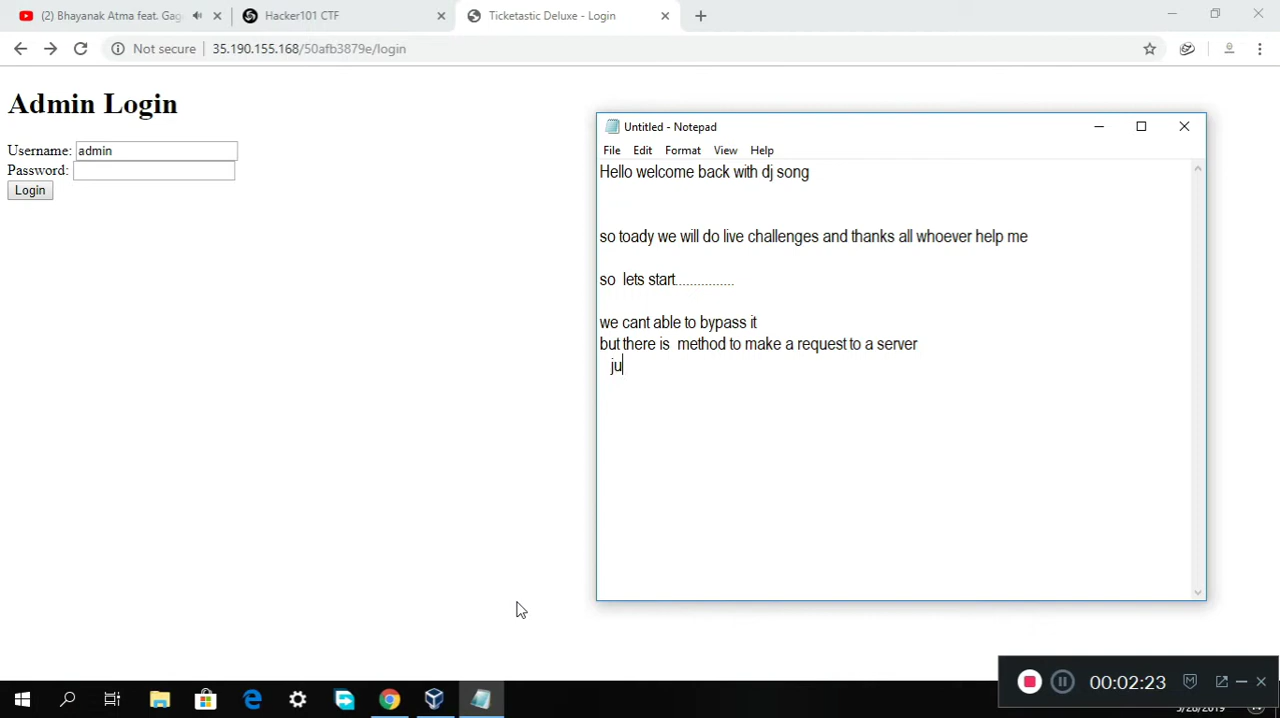 (2) Bhayanak Atma feat. Gag
Hacker101 CTF
Ticketastic Deluxe - Login
Not secure
35.190.155.168/50afb3879e/login
Admin Login
Username: admin
Password:
Login
Untitled - Notepad
File Edit Format View Help
Hello welcome back with dj song
so toady we will do live challenges and thanks all whoever help me
so  lets start...............
we cant able to bypass it
but there is  method to make a request to a server
ju
00:02:23